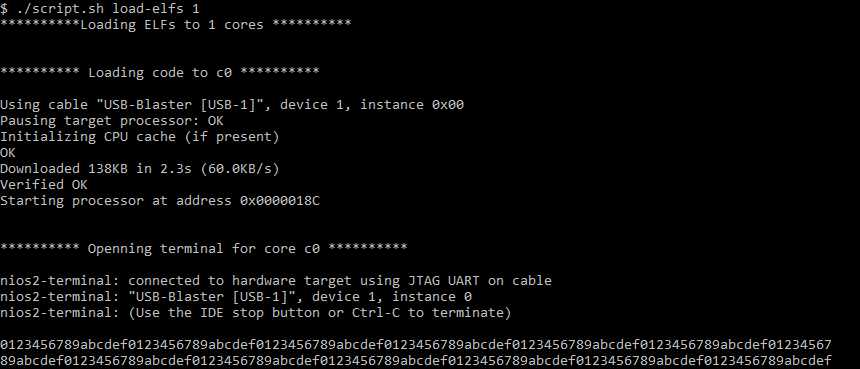 $ ./script.sh load-elfs 1
**********Loading ELFs to 1 cores **********
********** Loading code to c0 **********
Using cable "USB-Blaster [USB-1]", device 1, instance 0x00
Pausing target processor: OK
Initializing CPU cache (if present)
OK
Downloaded 138KB in 2.3s (60.0KB/s)
Verified OK
Starting processor at address 0x0000018C
********** Openning terminal for core c0 **********
nios2-terminal: connected to hardware target using JTAG UART on cable
nios2-terminal: "USB-Blaster [USB-1]", device 1, instance 0
nios2-terminal: (Use the IDE stop button or Ctrl-C to terminate)
0123456789abcdef0123456789abcdef0123456789abcdef0123456789abcdef0123456789abcdef0123456789abcdef01234567
89abcdef0123456789abcdef0123456789abcdef0123456789abcdef0123456789abcdef0123456789abcdef0123456789abcdef